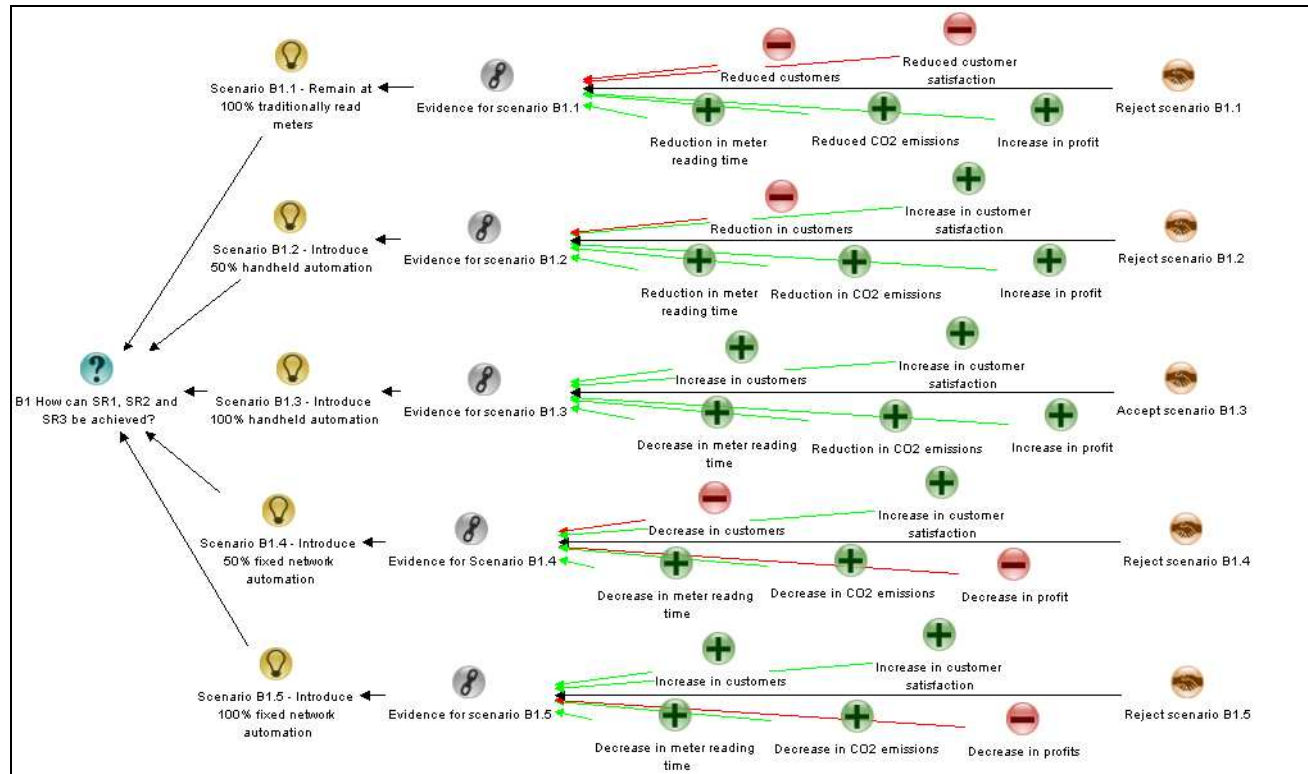 Reduced customers
Reduced customer
satisfaction
Scenario B1.1 - Remain at
100% traditionally read
meters
Evidence for scenario B1.1
Reject scenario B1.1
Reduction in meter
reading time
Reduced CO2 emissions
Increase in profit
Reduction in customers
Increase in customer
satisfaction
Scenario B1.2 - Introduce
50% handheld automation
Evidence for scenario B1.2
Reject scenario B1.2
Reduction in meter
reading time
Reduction in CO2 emissions
Increase in profit
?
B1 How can SR1, SR2 and
SR3 be achieved?
Increase in customers
Increase in customer
satisfaction
Scenario B1.3 - Introduce
100% handheld automation
Evidence for scenario B1.3
Accept scenario B1.3
Decrease in meter reading
time
Reduction in CO2 emissions
Increase in profit
Decrease in customers
Increase in customer
satisfaction
Scenario B1.4 - Introduce
50% fixed network
automation
Evidence for Scenario B1.4
Reject scenario B1.4
Decrease in meter readng
time
Decrease in CO2 emissions
Decrease in profit
Increase in customers
Increase in customer
satisfaction
Scenario B1.5 - Introduce
100% fixed network
automation
Evidence for scenario B1.5
Reject scenario B1.5
Decrease in meter reading
time
Decrease in CO2 emissions
Decrease in profits